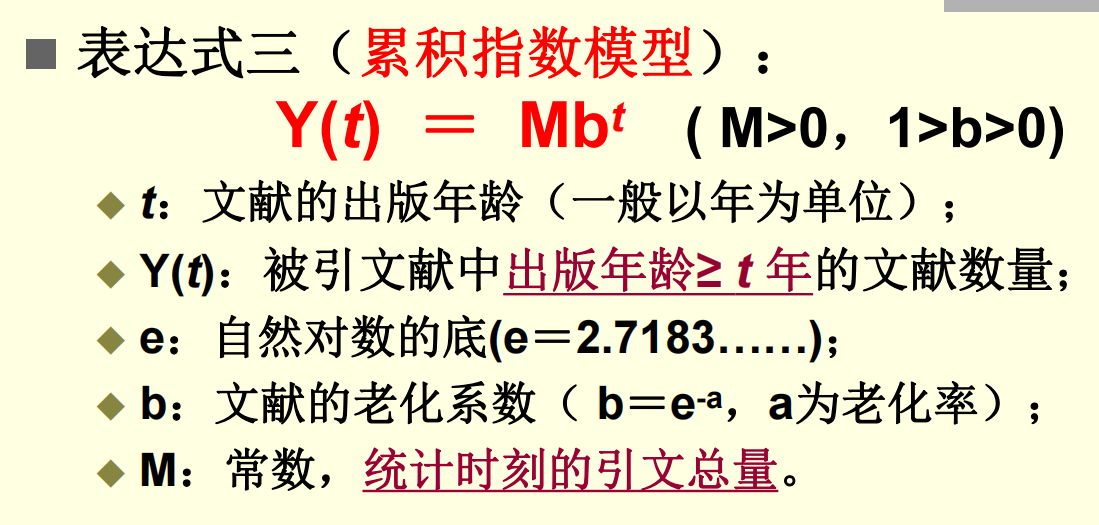 ■ 表达式三（累积指数模型）：
Y(t) ＝ Mbᵗ ( M>0，1>b>0)
◆ t：文献的出版年龄（一般以年为单位）；
◆ Y(t)：被引文献中出版年龄≥ t 年的文献数量；
◆ e：自然对数的底(e＝2.7183……)；
◆ b：文献的老化系数（ b＝e⁻ᵃ，a为老化率）；
◆ M：常数，统计时刻的引文总量。